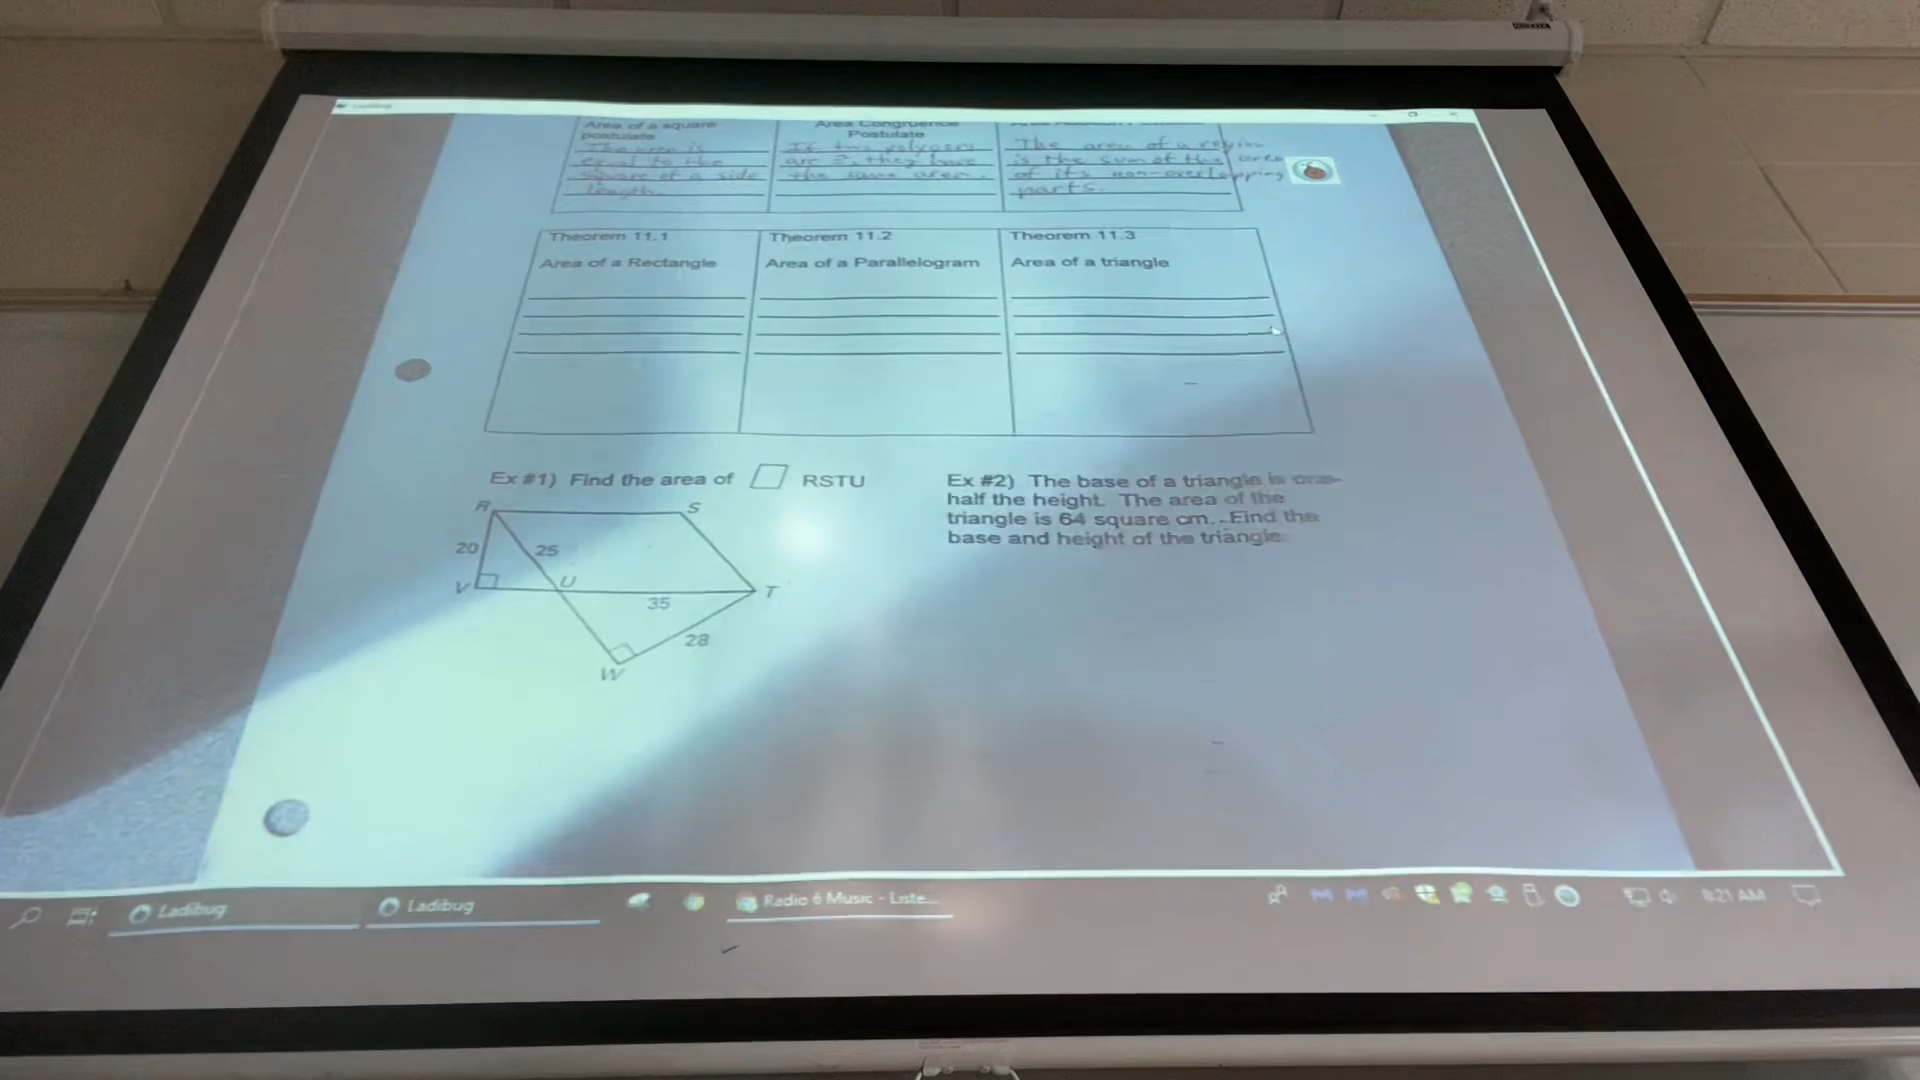 Ladibug
Area of a square
postulate
The area is
equal to the
square of a side
length.
Area Congruence
Postulate
If two polygons
are ≅, they have
the same area.
The area of a region
is the sum of the area
of its non-overlapping
parts.
Theorem 11.1
Area of a Rectangle
Theorem 11.2
Area of a Parallelogram
Theorem 11.3
Area of a triangle
Ex #1) Find the area of ▱ RSTU
R
S
20
25
V
U
T
35
28
W
Ex #2) The base of a triangle is one-
half the height. The area of the
triangle is 64 square cm. Find the
base and height of the triangle
Ladibug
Ladibug
Radio 6 Music - Liste...
8:21 AM